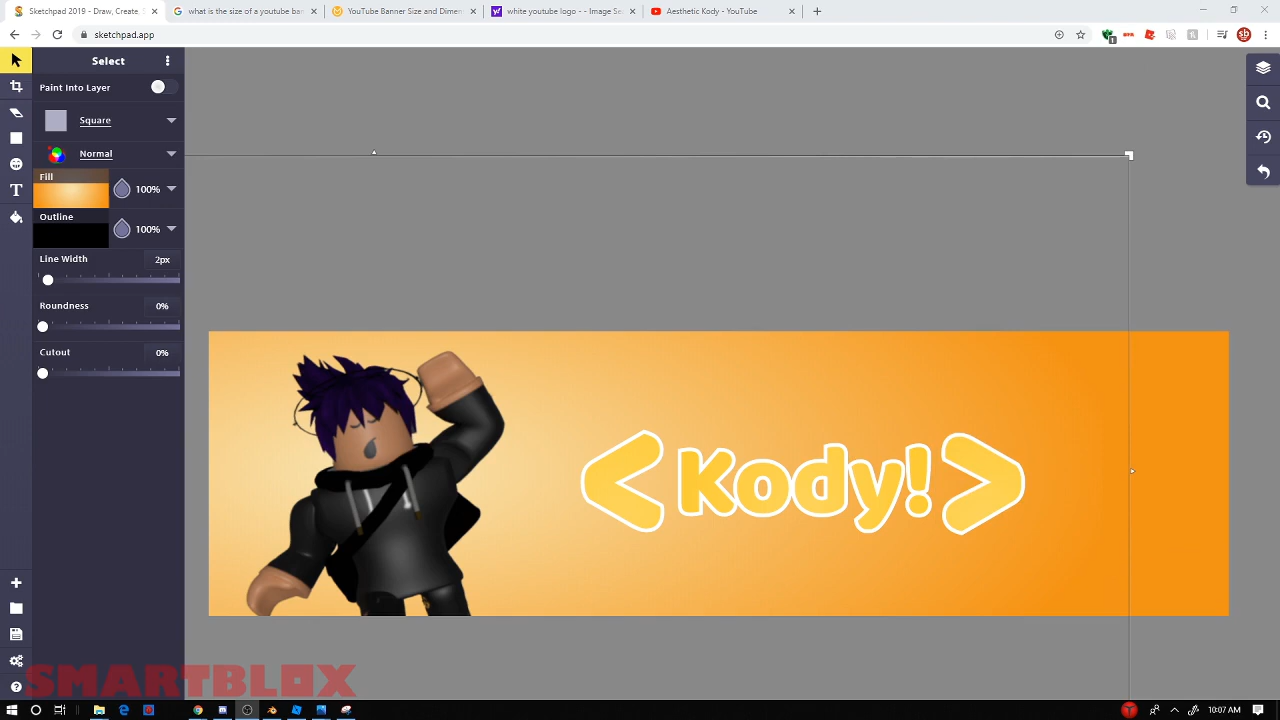 Sketchpad 2019 - Draw, Create,
what is the size of a youtube ban
YouTube Banner Size and Dimen
white youtube logo - - Image Se
Aesthetic Kody - YouTube
sketchpad.app
Select
Paint Into Layer
Square
Normal
Fill
100%
Outline
100%
Line Width
2px
Roundness
0%
Cutout
0%
<Kody!>
SMARTBLOX
10:07 AM